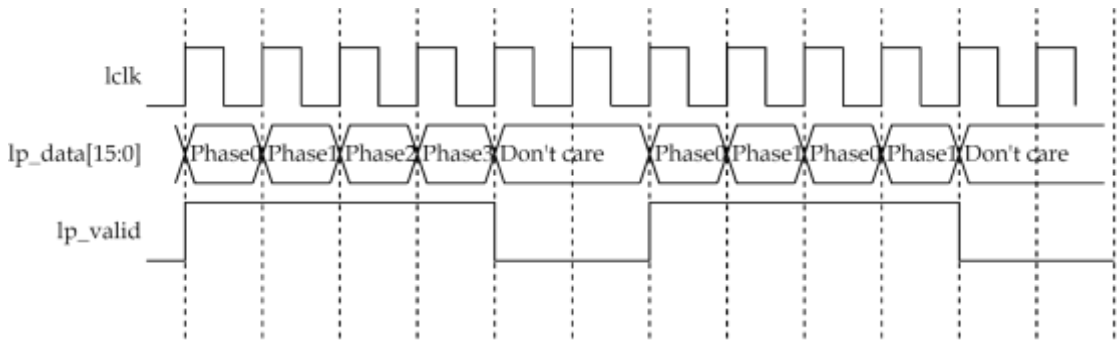 lclk
lp_data[15:0] Phase0 Phase1 Phase2 Phase3 Don't care Phase0 Phase1 Phase0 Phase1 Don't care
lp_valid